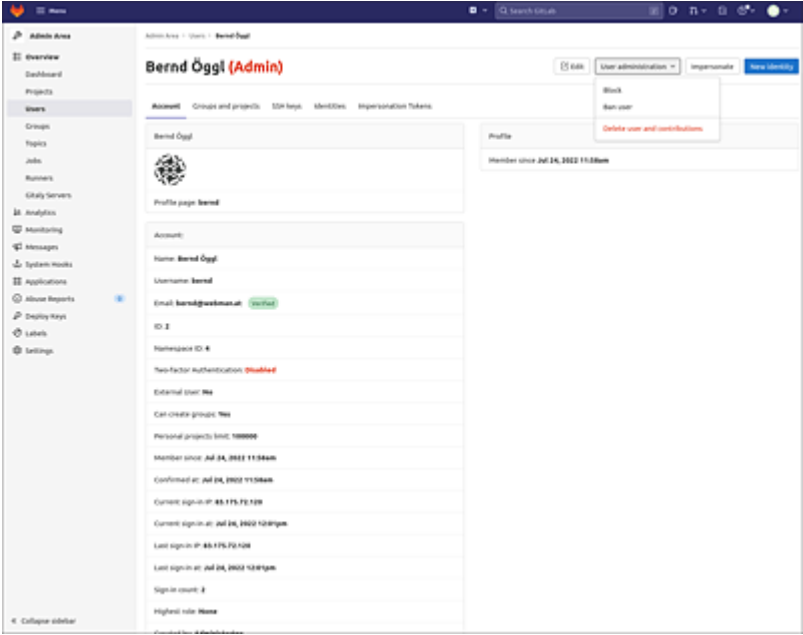 Menu
Search GitLab
Admin Area
Overview
Dashboard
Projects
Users
Groups
Topics
Jobs
Runners
Gitaly Servers
Analytics
Monitoring
Messages
System Hooks
Applications
Abuse Reports
0
Deploy Keys
Labels
Settings
Collapse sidebar
Admin Area > Users > Bernd Öggl
Bernd Öggl (Admin)
Edit
User administration
Impersonate
New identity
Block
Ban user
Delete user and contributions
Account Groups and projects SSH keys Identities Impersonation Tokens
Bernd Öggl
Profile page: bernd
Profile
Member since Jul 24, 2022 11:58am
Account:
Name: Bernd Öggl
Username: bernd
Email: bernd@webman.at Verified
ID: 2
Namespace ID: 4
Two-factor Authentication: Disabled
External User: No
Can create groups: Yes
Personal projects limit: 100000
Member since: Jul 24, 2022 11:58am
Confirmed at: Jul 24, 2022 11:58am
Current sign-in IP: 83.175.72.120
Current sign-in at: Jul 24, 2022 12:01pm
Last sign-in IP: 83.175.72.120
Last sign-in at: Jul 24, 2022 12:01pm
Sign-in count: 2
Highest role: None
Created by: Administrator